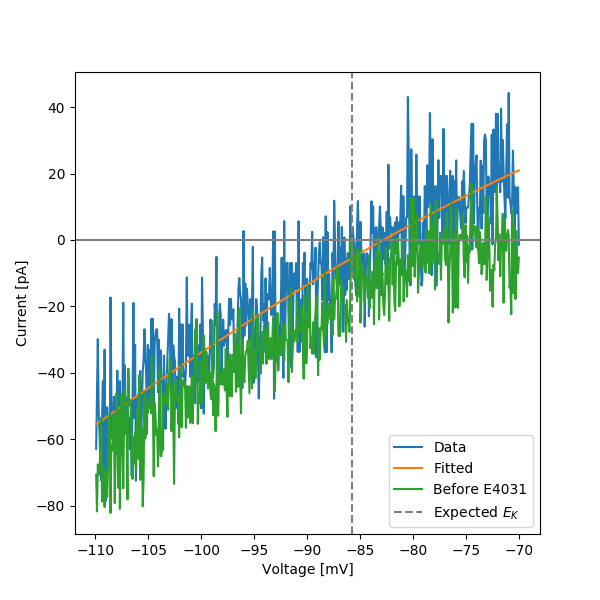 40
20
0
−20
−40
−60
−80
Current [pA]
Data
Fitted
Before E4031
Expected E_K
−110 −105 −100 −95 −90 −85 −80 −75 −70
Voltage [mV]